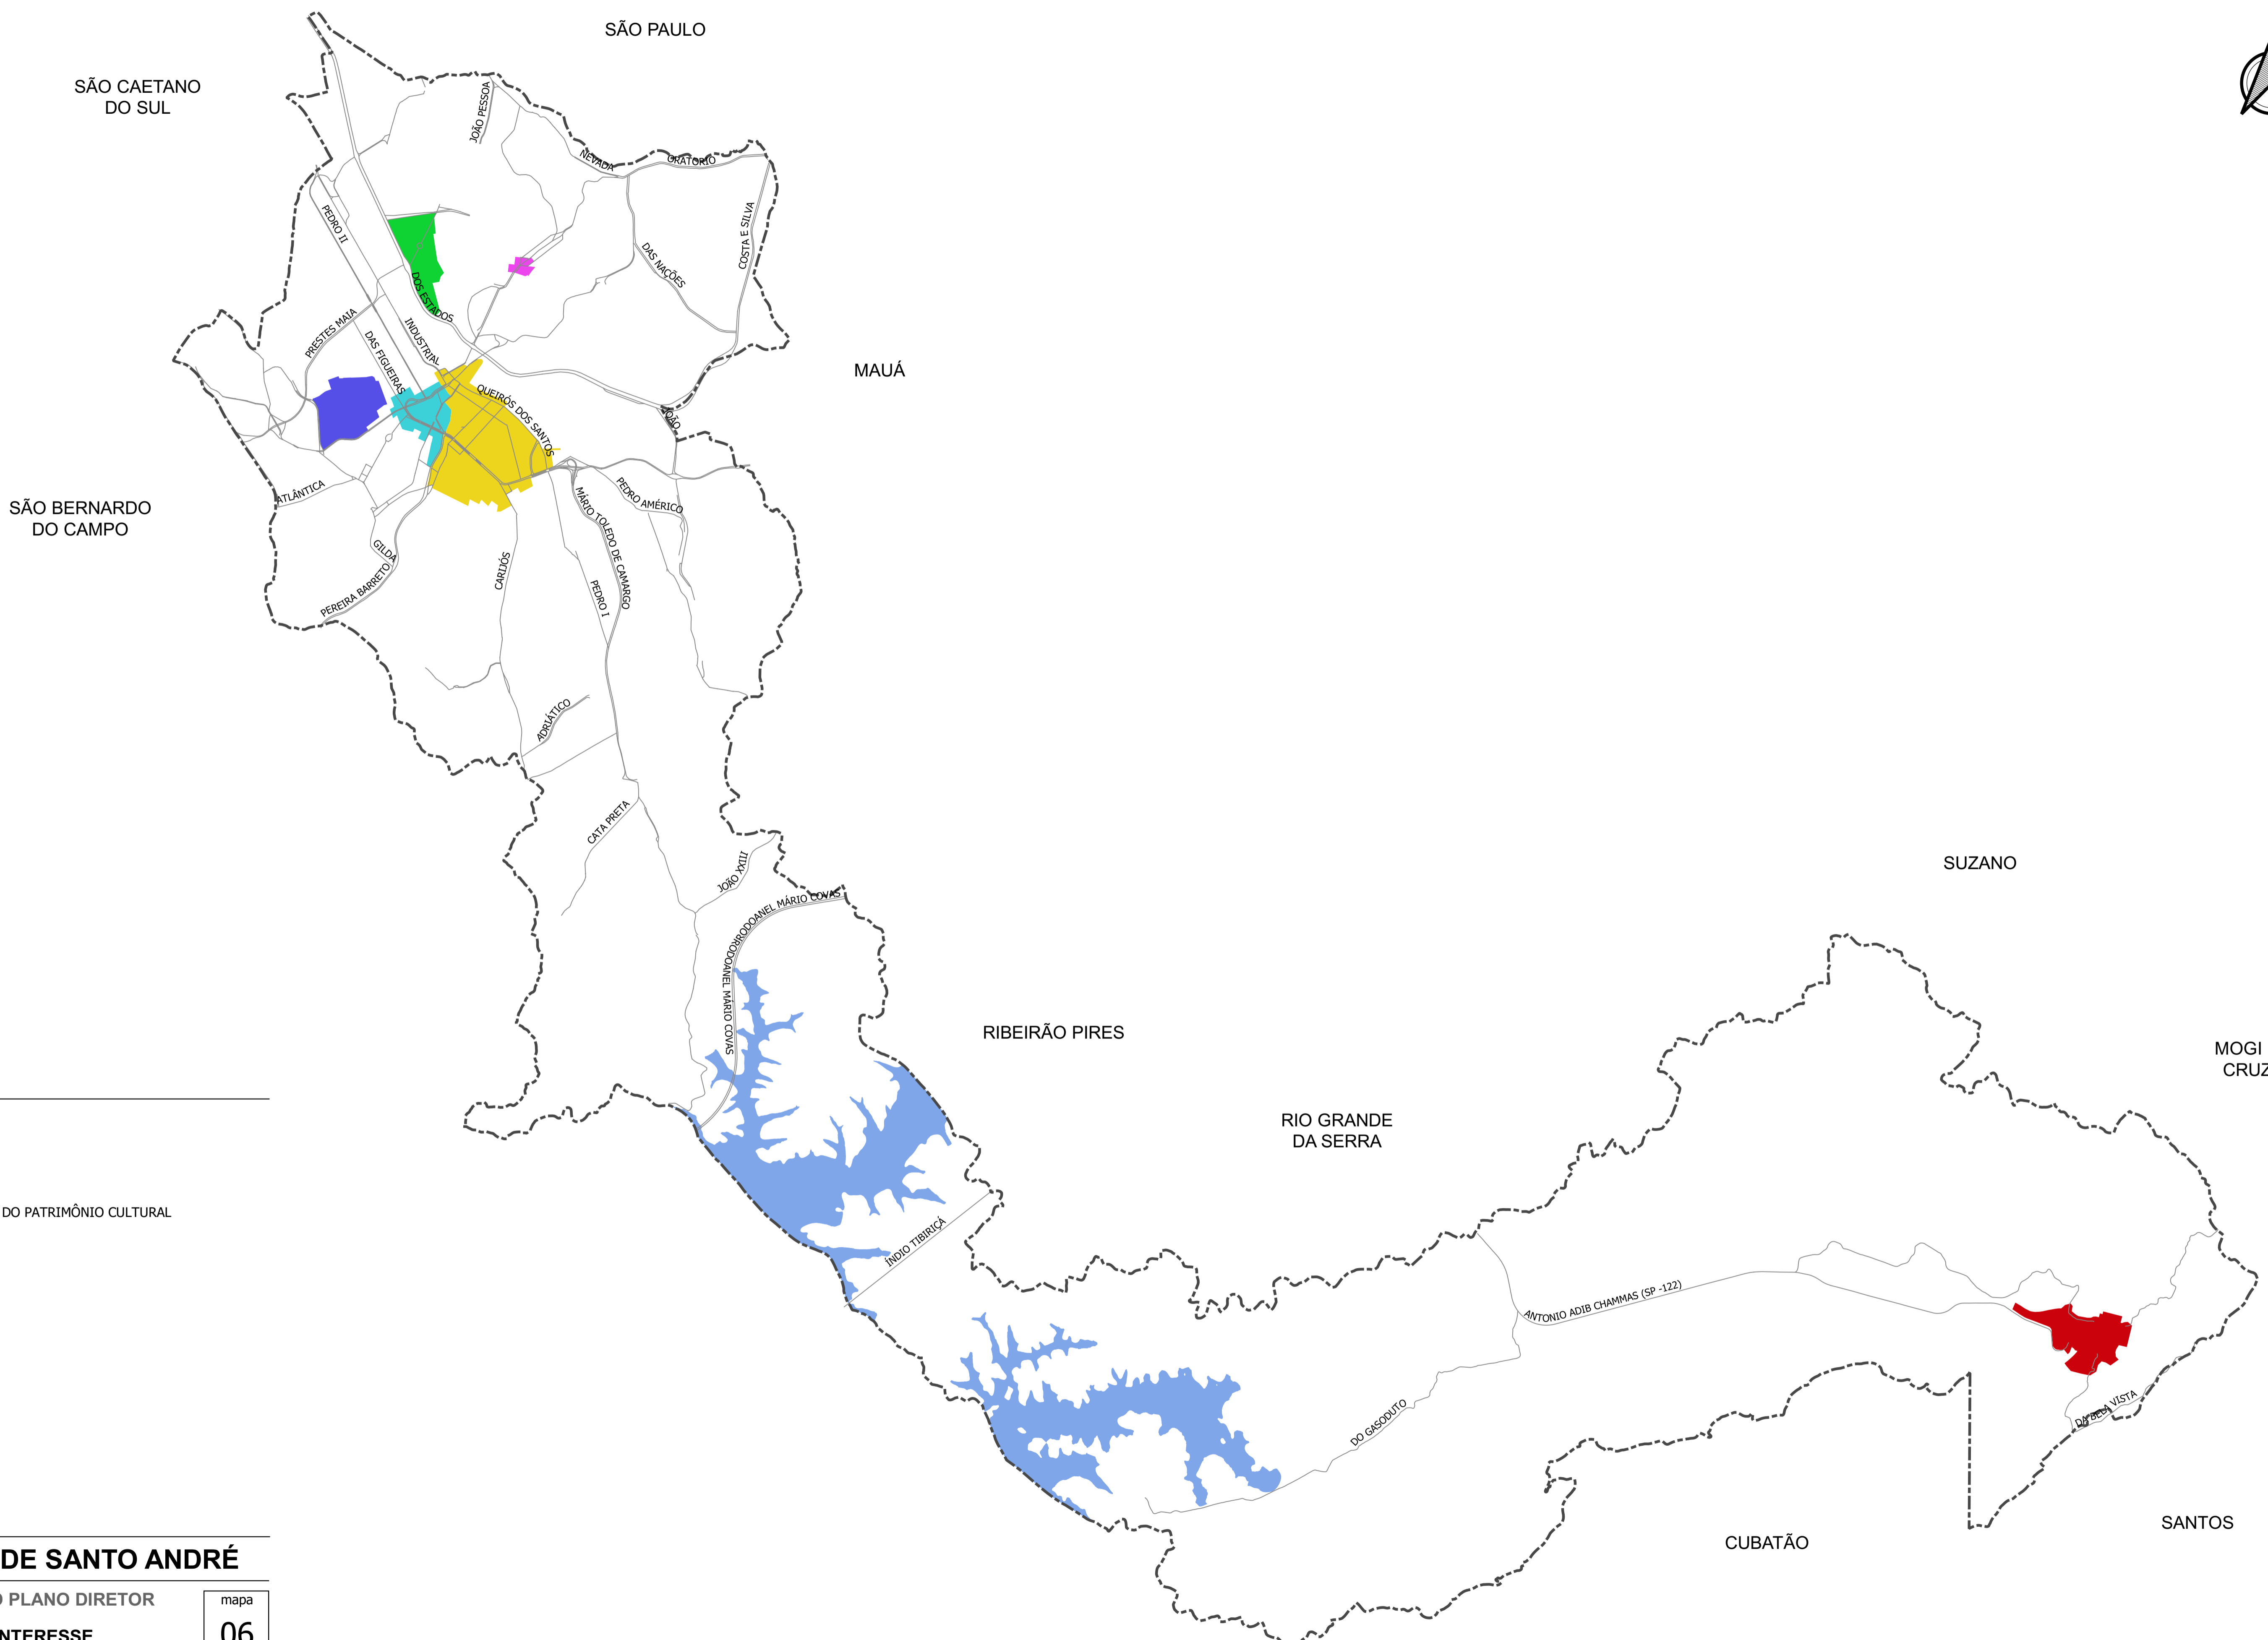 SÃO PAULO
SÃO CAETANO
DO SUL
JOÃO PESSOA
NEVADA
ORATÓRIO
PEDRO II
COSTA E SILVA
DAS NAÇÕES
DOS ESTADOS
PRESTES MAIA
INDUSTRIAL
DAS FIGUEIRAS
MAUÁ
QUEIRÓS DOS SANTOS
JOÃO
ATLÂNTICA
PEDRO AMÉRICO
SÃO BERNARDO
DO CAMPO
MÁRIO TOLEDO DE CAMARGO
GILDA
CARIJÓS
PEREIRA BARRETO
PEDRO I
ADRIÁTICO
CATA PRETA
JOÃO XXIII
SUZANO
RODOANEL MÁRIO COVAS
RODOANEL MÁRIO COVAS
RIBEIRÃO PIRES
MOGI
RIO GRANDE
DA SERRA
DO PATRIMÔNIO CULTURAL
ÍNDIO TIBIRIÇÁ
ANTONIO ADIB CHAMMAS (SP -122)
DA BELA VISTA
DO GASODUTO
SANTOS
CUBATÃO
DE SANTO ANDRÉ
PLANO DIRETOR
mapa
06